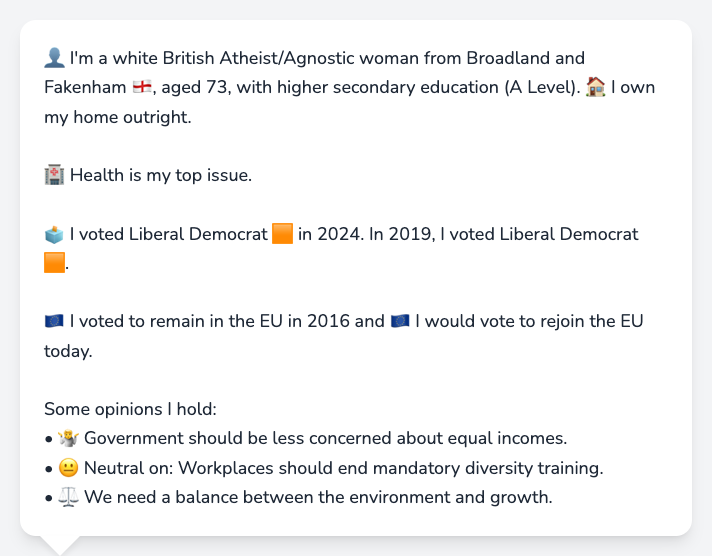 👤 I'm a white British Atheist/Agnostic woman from Broadland and
Fakenham 🏴󠁧󠁢󠁥󠁮󠁧󠁿, aged 73, with higher secondary education (A Level). 🏠 I own
my home outright.
🏥 Health is my top issue.
🗳️ I voted Liberal Democrat 🟧 in 2024. In 2019, I voted Liberal Democrat
🟧.
🇪🇺 I voted to remain in the EU in 2016 and 🇪🇺 I would vote to rejoin the EU
today.
Some opinions I hold:
• 🤷 Government should be less concerned about equal incomes.
• 😐 Neutral on: Workplaces should end mandatory diversity training.
• ⚖️ We need a balance between the environment and growth.